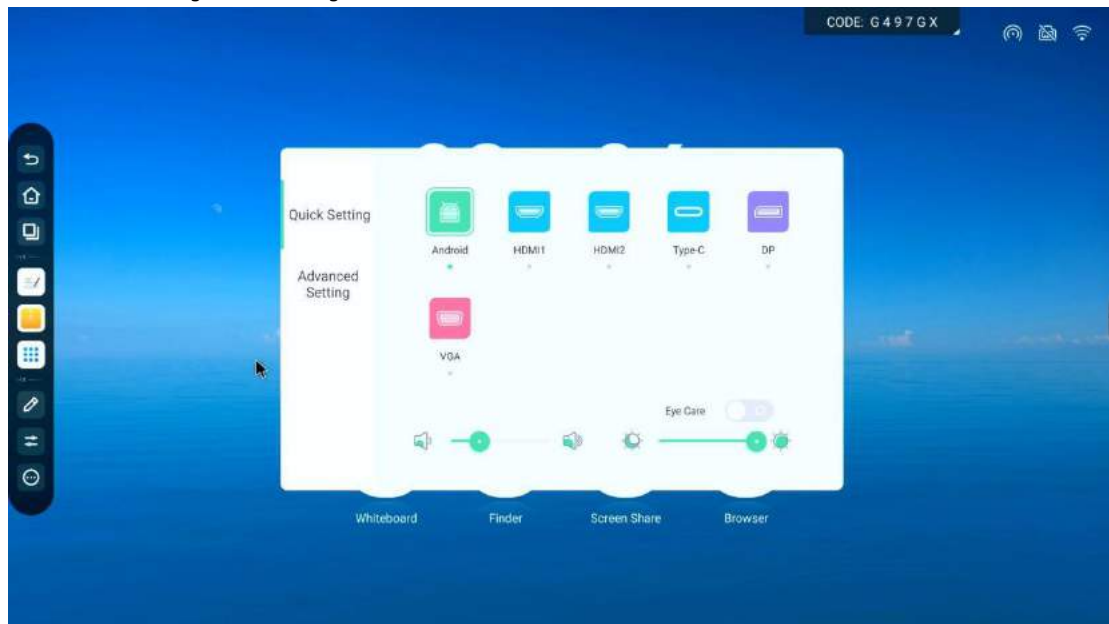 CODE: G497GX
Quick Setting
Advanced
Setting
Android
HDMI1
HDMI2
Type-C
DP
VGA
Eye Care
Whiteboard
Finder
Screen Share
Browser